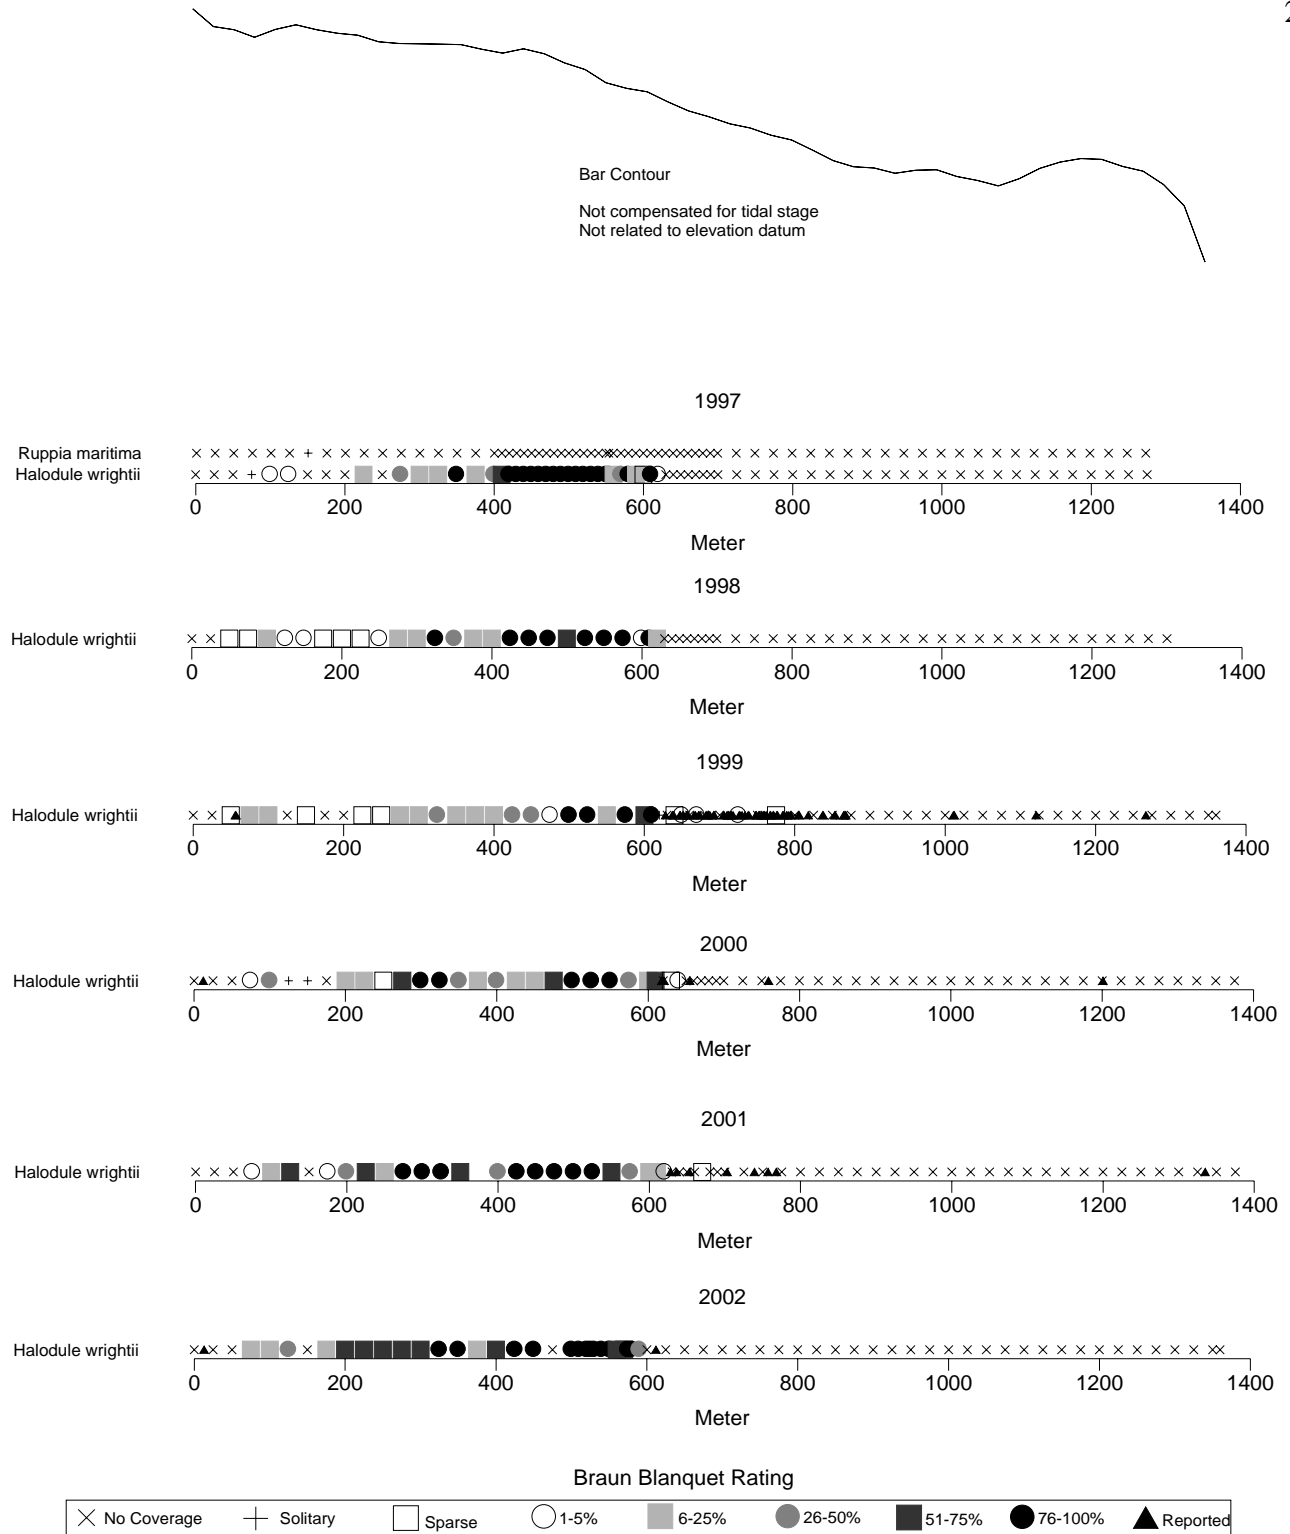 2
Bar Contour
Not compensated for tidal stage
Not related to elevation datum
1997
Ruppia maritima
Halodule wrightii
0 200 400 600 800 1000 1200 1400
Meter
1998
Halodule wrightii
0 200 400 600 800 1000 1200 1400
Meter
1999
Halodule wrightii
0 200 400 600 800 1000 1200 1400
Meter
2000
Halodule wrightii
0 200 400 600 800 1000 1200 1400
Meter
2001
Halodule wrightii
0 200 400 600 800 1000 1200 1400
Meter
2002
Halodule wrightii
0 200 400 600 800 1000 1200 1400
Meter
Braun Blanquet Rating
No Coverage Solitary Sparse 1-5% 6-25% 26-50% 51-75% 76-100% Reported